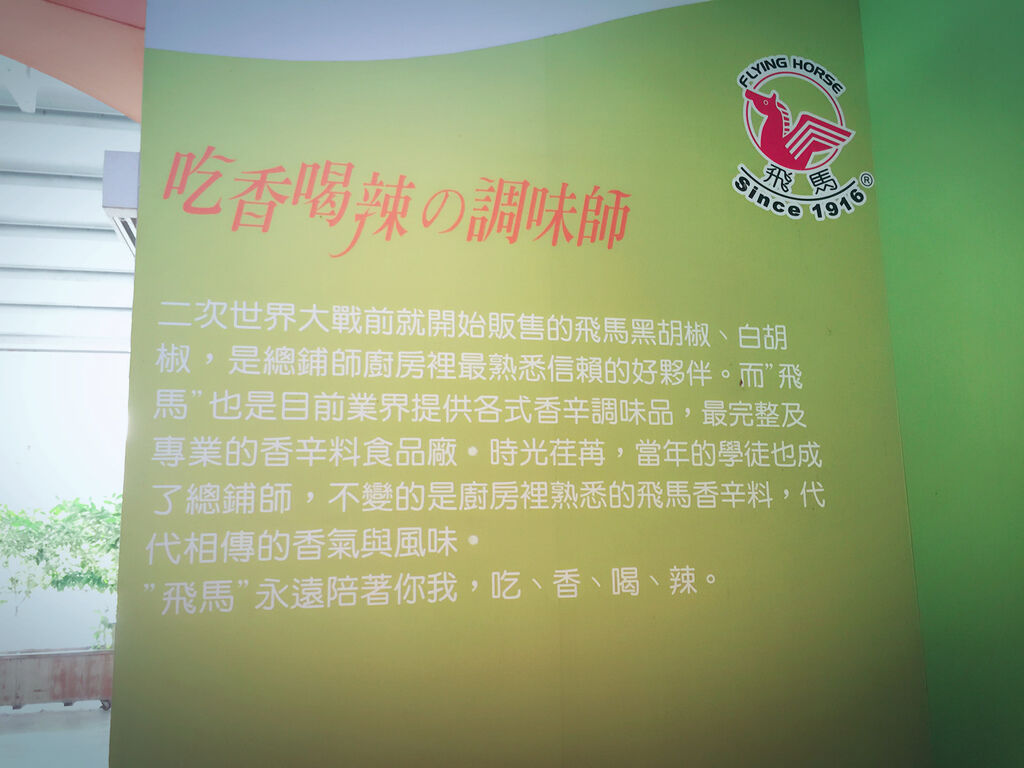 FLYING HORSE
飛馬
Since 1916®
吃香喝辣の調味師
二次世界大戰前就開始販售的飛馬黑胡椒、白胡
椒，是總鋪師廚房裡最熟悉信賴的好夥伴。而"飛
馬"也是目前業界提供各式香辛調味品，最完整及
專業的香辛料食品廠。時光荏苒，當年的學徒也成
了總鋪師，不變的是廚房裡熟悉的飛馬香辛料，代
代相傳的香氣與風味。
"飛馬"永遠陪著你我，吃、香、喝、辣。